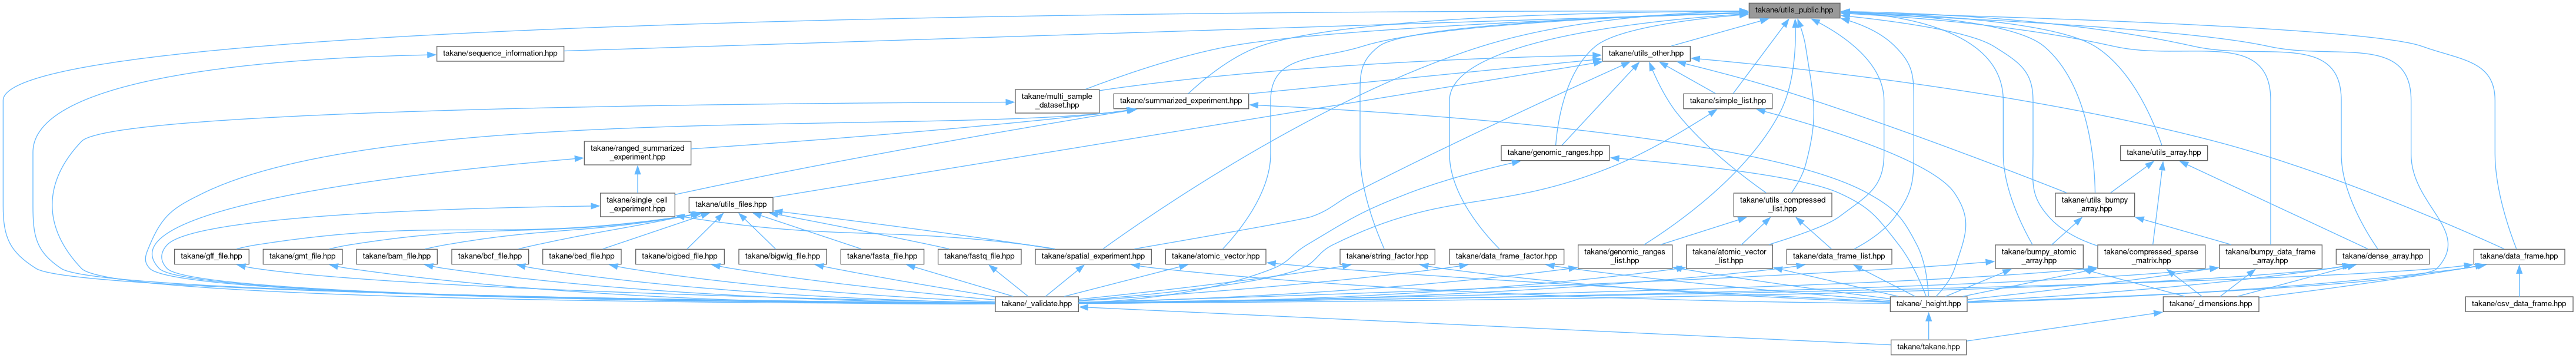 takane/utils_public.hpp
takane/sequence_information.hpp
takane/utils_other.hpp
takane/multi_sample
_dataset.hpp
takane/summarized_experiment.hpp
takane/simple_list.hpp
takane/ranged_summarized
_experiment.hpp
takane/genomic_ranges.hpp
takane/utils_array.hpp
takane/single_cell
_experiment.hpp
takane/utils_files.hpp
takane/utils_compressed
_list.hpp
takane/utils_bumpy
_array.hpp
takane/gff_file.hpp
takane/gmt_file.hpp
takane/bam_file.hpp
takane/bcf_file.hpp
takane/bed_file.hpp
takane/bigbed_file.hpp
takane/bigwig_file.hpp
takane/fasta_file.hpp
takane/fastq_file.hpp
takane/spatial_experiment.hpp
takane/atomic_vector.hpp
takane/string_factor.hpp
takane/data_frame_factor.hpp
takane/genomic_ranges
_list.hpp
takane/atomic_vector
_list.hpp
takane/data_frame_list.hpp
takane/bumpy_atomic
_array.hpp
takane/compressed_sparse
_matrix.hpp
takane/bumpy_data_frame
_array.hpp
takane/dense_array.hpp
takane/data_frame.hpp
takane/_validate.hpp
takane/_height.hpp
takane/_dimensions.hpp
takane/csv_data_frame.hpp
takane/takane.hpp